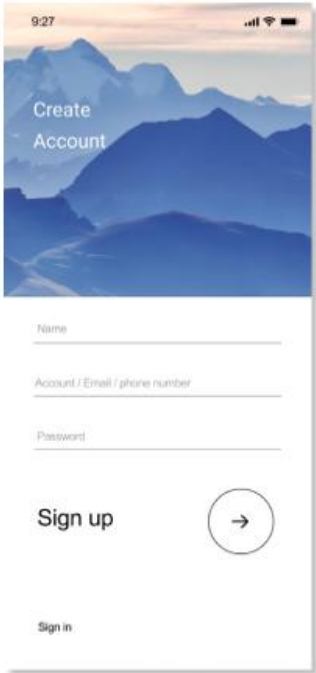 9:27
Create
Account
Name
Account / Email / phone number
Password
Sign up
Sign in